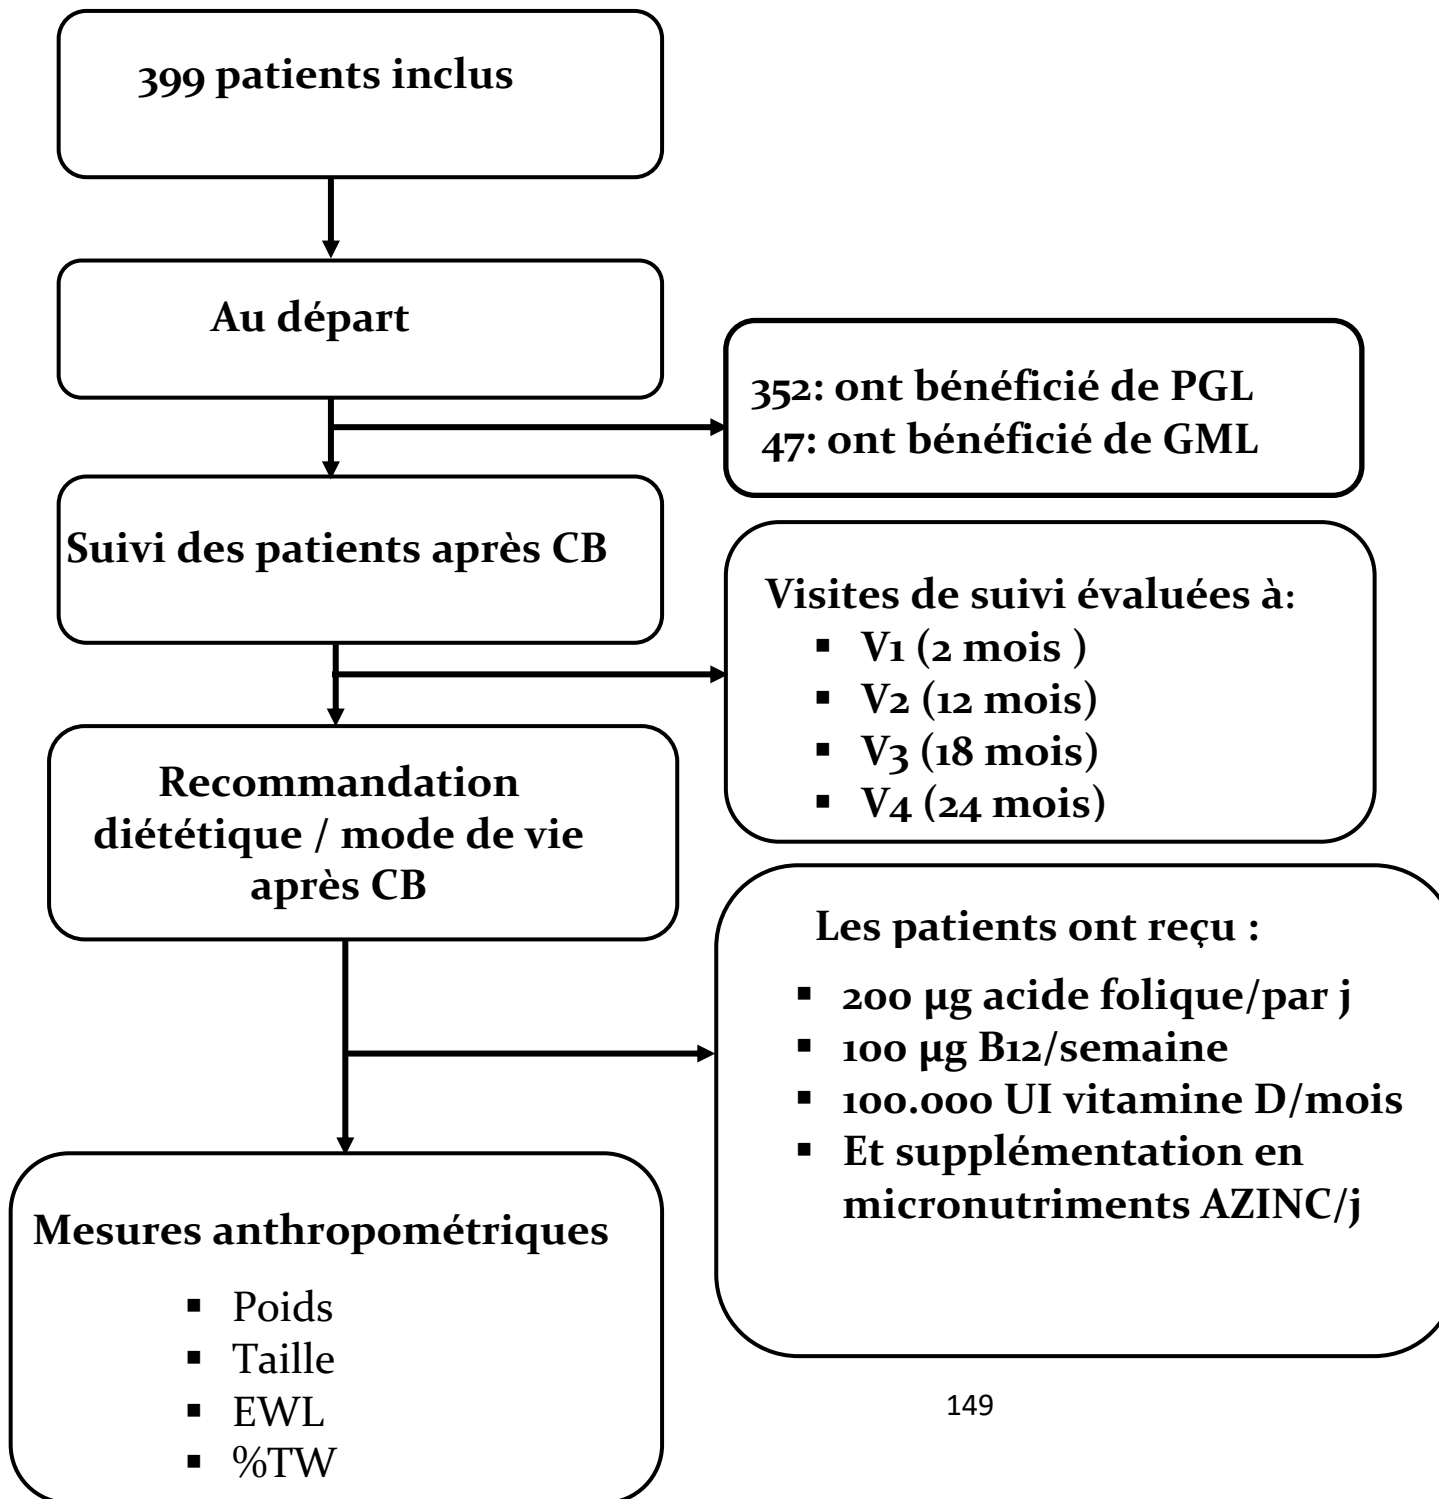 399 patients inclus
Au départ
352: ont bénéficié de PGL
47: ont bénéficié de GML
Suivi des patients après CB
Visites de suivi évaluées à:
▪ V1 (2 mois )
▪ V2 (12 mois)
▪ V3 (18 mois)
▪ V4 (24 mois)
Recommandation
diététique / mode de vie
après CB
Les patients ont reçu :
▪ 200 µg acide folique/par j
▪ 100 µg B12/semaine
▪ 100.000 UI vitamine D/mois
▪ Et supplémentation en
micronutriments AZINC/j
Mesures anthropométriques
▪ Poids
▪ Taille
▪ EWL
▪ %TW
149